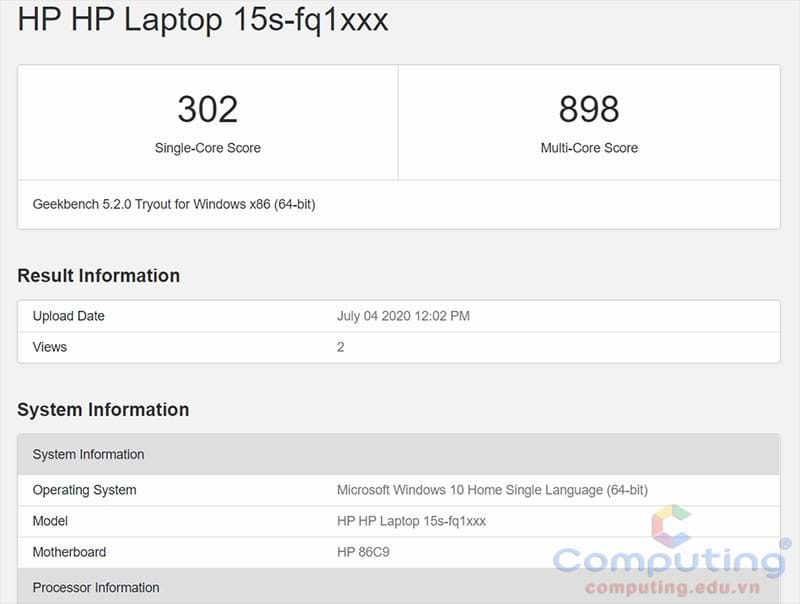 HP HP Laptop 15s-fq1xxx
302 898
Single-Core Score Multi-Core Score
Geekbench 5.2.0 Tryout for Windows x86 (64-bit)
Result Information
Upload Date July 04 2020 12:02 PM
Views 2
System Information
System Information
Operating System Microsoft Windows 10 Home Single Language (64-bit)
Model HP HP Laptop 15s-fq1xxx
Motherboard HP 86C9
Computing®
Processor Information
computing.edu.vn